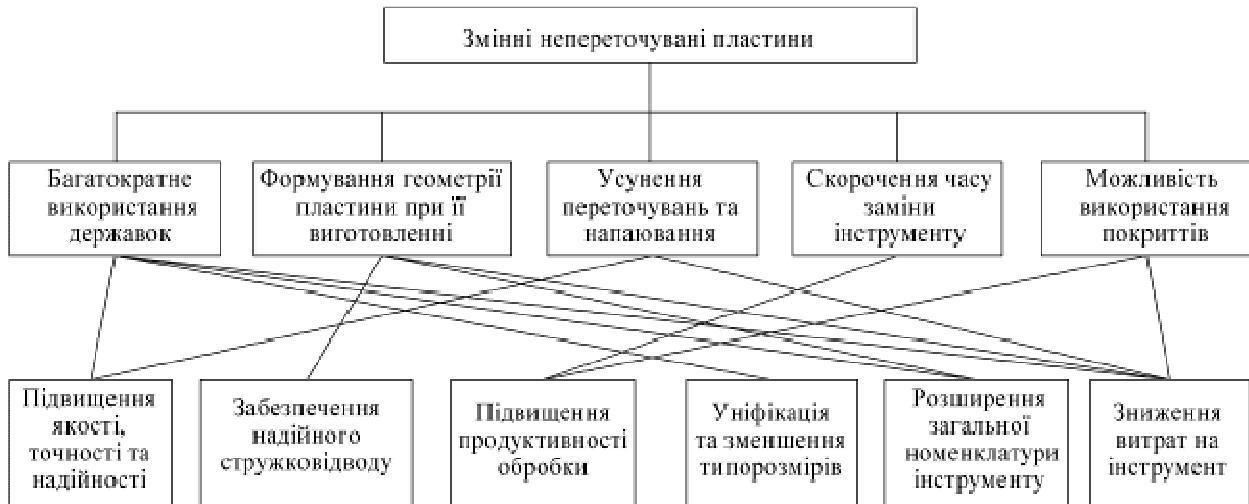 Змінні непереточувані пластини
Багатократне
використання
державок
Формування геометрії
пластини при її
виготовленні
Усунення
переточувань та
напаювання
Скорочення часу
заміни
інструменту
Можливість
використання
покриттів
Підвищення
якості,
точності та
надійності
Забезпечення
надійного
стружковідводу
Підвищення
продуктивності
обробки
Уніфікація
та зменшення
типорозмірів
Розширення
загальної
номенклатури
інструменту
Зниження
витрат на
інструмент